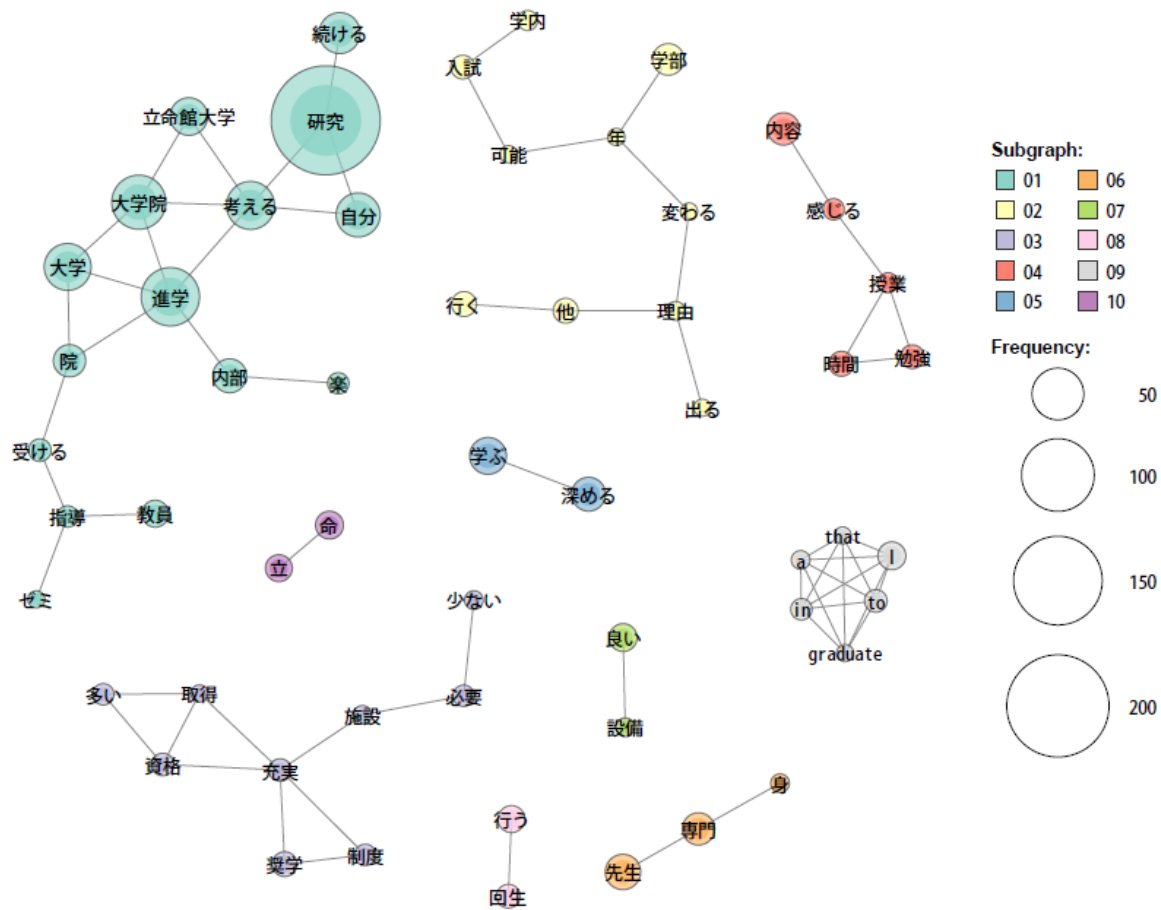 続ける
研究
立命館大学
大学院
考える
自分
大学
進学
院
内部
楽
受ける
指導
教員
ゼミ
学内
入試
学部
可能
年
変わる
行く
他
理由
出る
内容
感じる
授業
時間
勉強
学ぶ
深める
命
立
that
a
I
in
to
graduate
少ない
必要
施設
多い
取得
資格
充実
奨学
制度
良い
設備
行う
回生
身
専門
先生
Subgraph:
01 06
02 07
03 08
04 09
05 10
Frequency:
50
100
150
200